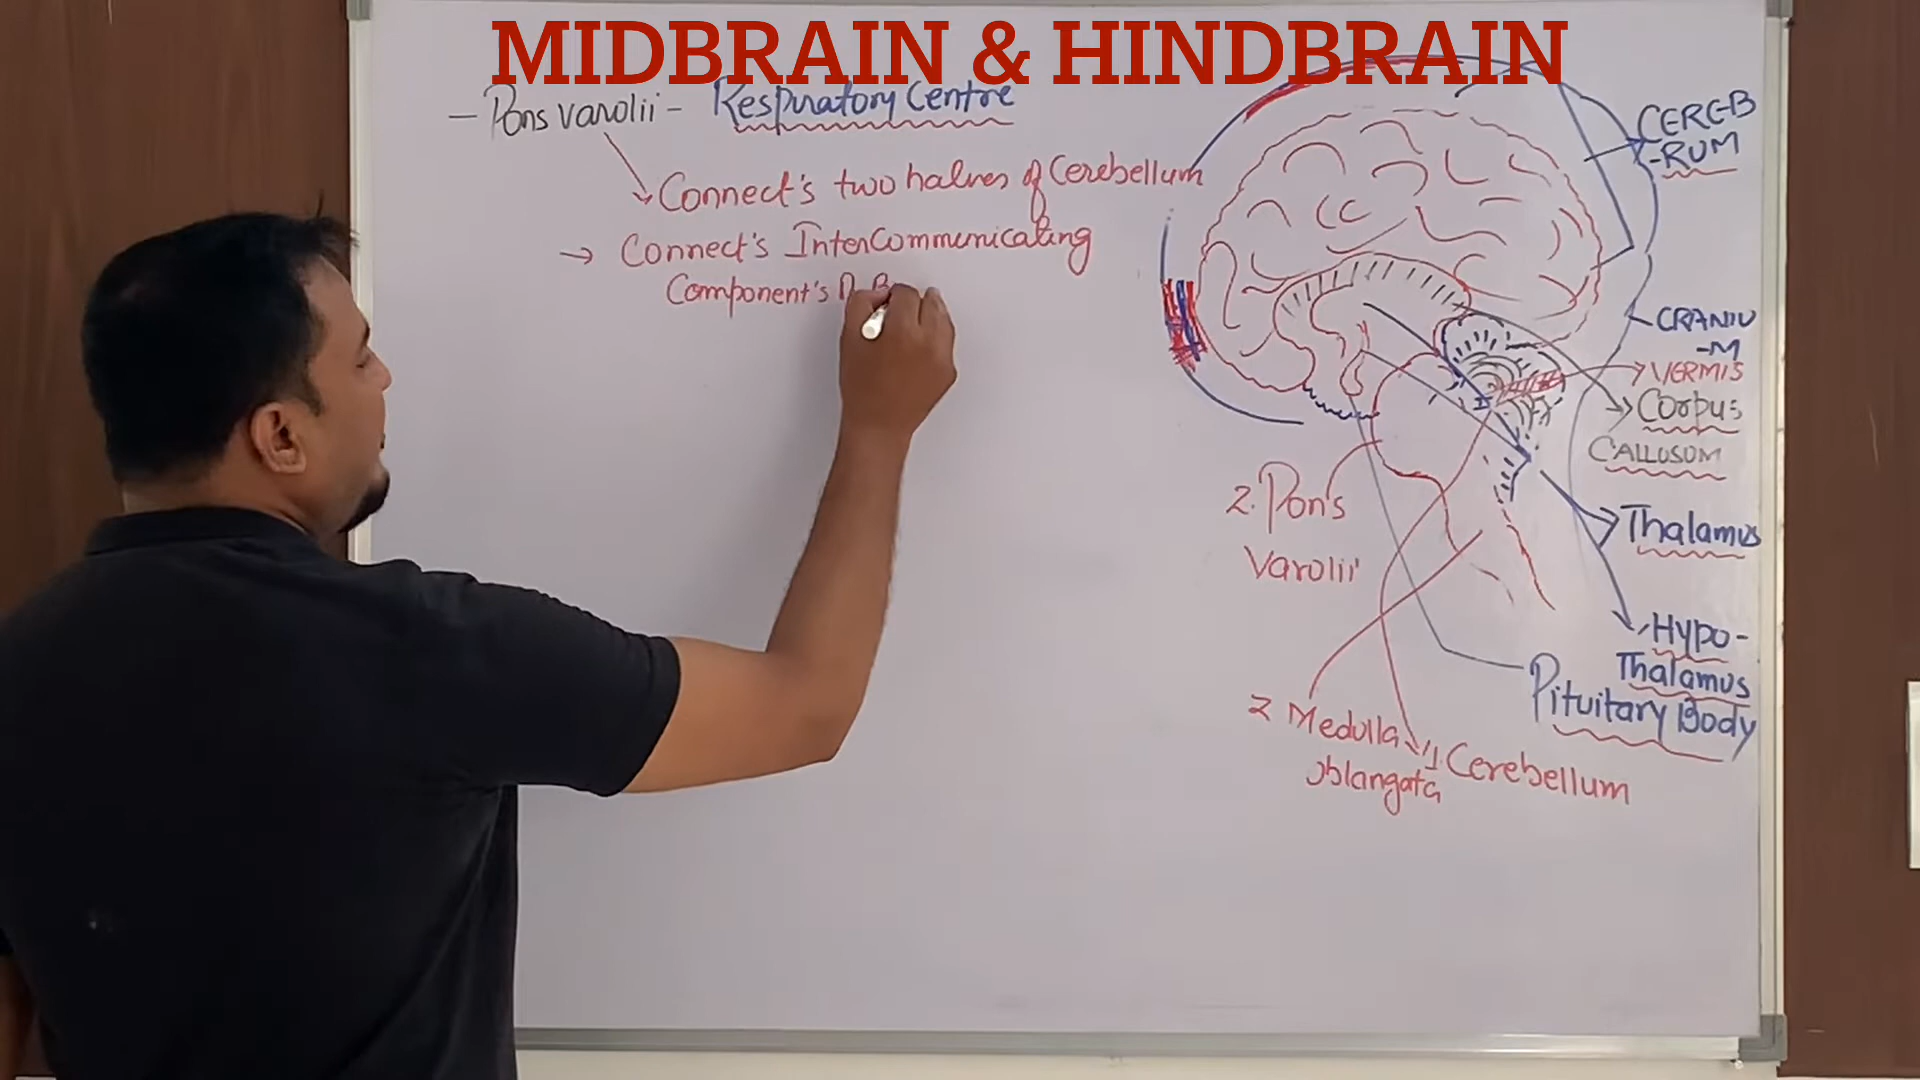 MIDBRAIN & HINDBRAIN
- Pons varolii - Respiratory Centre
Connect's two halves of Cerebellum
→ Connect's InterCommunicating
Component's
CEREB
-RUM
CRANIU
-M
VERMIS
Corpus
CALLOSUM
Thalamus
Hypo-
Thalamus
Pituitary Body
2. Pon's
Varolii
2 Medulla
oblangata
1. Cerebellum